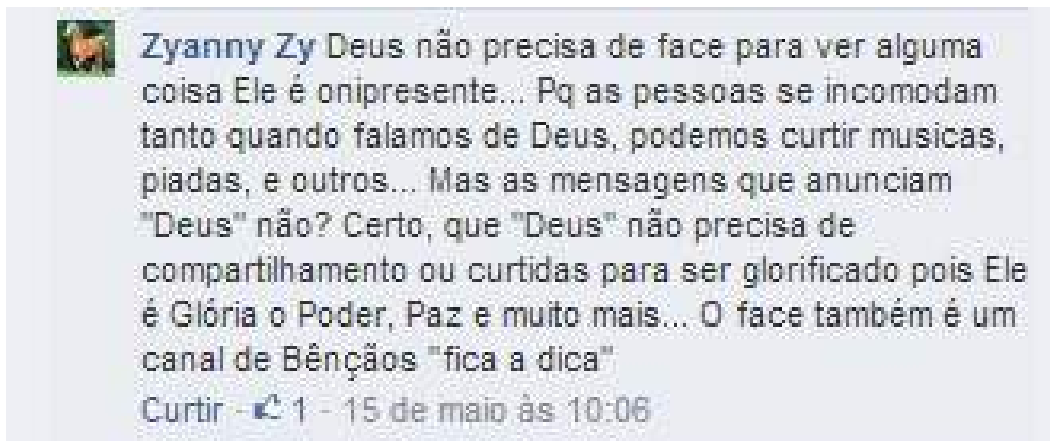 Zyanny Zy Deus não precisa de face para ver alguma
coisa Ele é onipresente... Pq as pessoas se incomodam
tanto quando falamos de Deus, podemos curtir musicas,
piadas, e outros... Mas as mensagens que anunciam
"Deus" não? Certo, que "Deus" não precisa de
compartilhamento ou curtidas para ser glorificado pois Ele
é Glória o Poder, Paz e muito mais... O face também é um
canal de Bênçãos "fica a dica"
Curtir · 1 · 15 de maio às 10:06